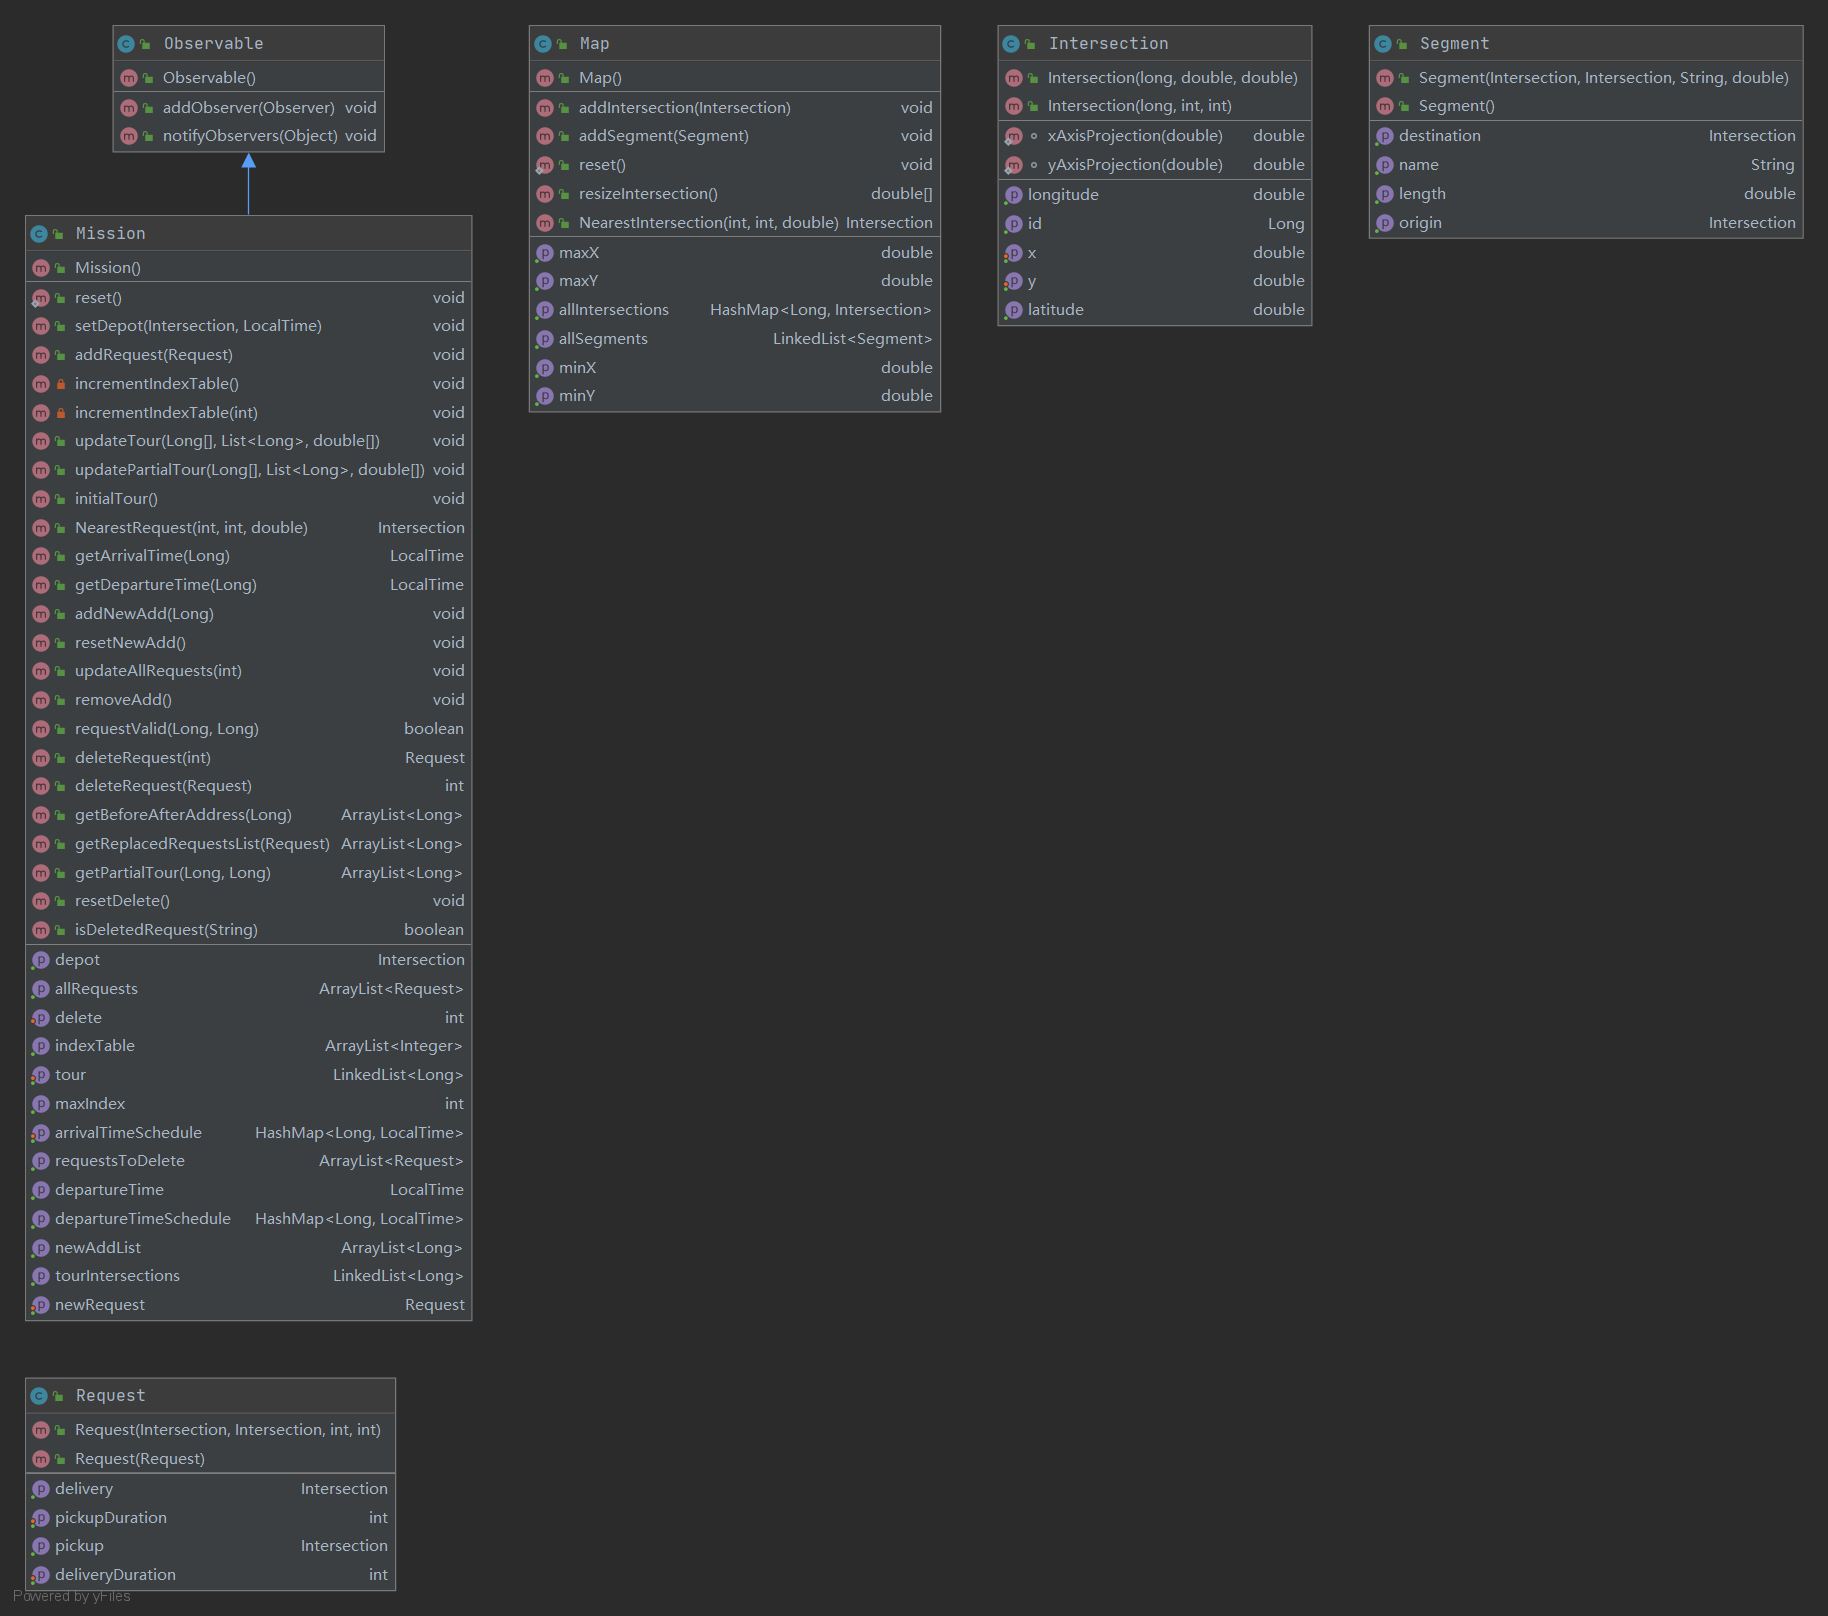 Observable
Observable()
addObserver(Observer) void
notifyObservers(Object) void
Mission
Mission()
reset() void
setDepot(Intersection, LocalTime) void
addRequest(Request) void
incrementIndexTable() void
incrementIndexTable(int) void
updateTour(Long[], List<Long>, double[]) void
updatePartialTour(Long[], List<Long>, double[]) void
initialTour() void
NearestRequest(int, int, double) Intersection
getArrivalTime(Long) LocalTime
getDepartureTime(Long) LocalTime
addNewAdd(Long) void
resetNewAdd() void
updateAllRequests(int) void
removeAdd() void
requestValid(Long, Long) boolean
deleteRequest(int) Request
deleteRequest(Request) int
getBeforeAfterAddress(Long) ArrayList<Long>
getReplacedRequestsList(Request) ArrayList<Long>
getPartialTour(Long, Long) ArrayList<Long>
resetDelete() void
isDeletedRequest(String) boolean
depot Intersection
allRequests ArrayList<Request>
delete int
indexTable ArrayList<Integer>
tour LinkedList<Long>
maxIndex int
arrivalTimeSchedule HashMap<Long, LocalTime>
requestsToDelete ArrayList<Request>
departureTime LocalTime
departureTimeSchedule HashMap<Long, LocalTime>
newAddList ArrayList<Long>
tourIntersections LinkedList<Long>
newRequest Request
Request
Request(Intersection, Intersection, int, int)
Request(Request)
delivery Intersection
pickupDuration int
pickup Intersection
deliveryDuration int
Map
Map()
addIntersection(Intersection) void
addSegment(Segment) void
reset() void
resizeIntersection() double[]
NearestIntersection(int, int, double) Intersection
maxX double
maxY double
allIntersections HashMap<Long, Intersection>
allSegments LinkedList<Segment>
minX double
minY double
Intersection
Intersection(long, double, double)
Intersection(long, int, int)
xAxisProjection(double) double
yAxisProjection(double) double
longitude double
id Long
x double
y double
latitude double
Segment
Segment(Intersection, Intersection, String, double)
Segment()
destination Intersection
name String
length double
origin Intersection
Powered by yFiles